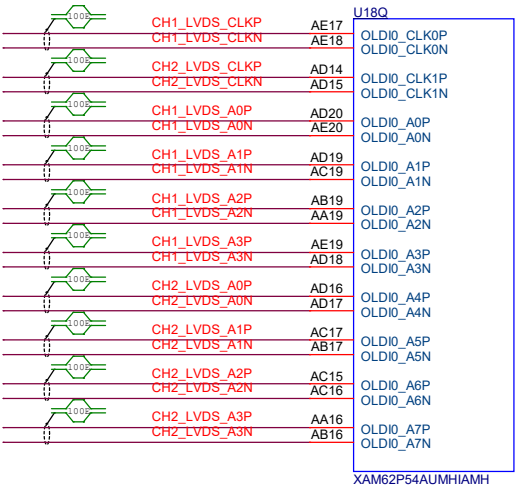 U18Q
100E
CH1_LVDS_CLKP AE17 OLDI0_CLK0P
CH1_LVDS_CLKN AE18 OLDI0_CLK0N
100E
CH2_LVDS_CLKP AD14 OLDI0_CLK1P
CH2_LVDS_CLKN AD15 OLDI0_CLK1N
100E
CH1_LVDS_A0P AD20 OLDI0_A0P
CH1_LVDS_A0N AE20 OLDI0_A0N
100E
CH1_LVDS_A1P AD19 OLDI0_A1P
CH1_LVDS_A1N AC19 OLDI0_A1N
100E
CH1_LVDS_A2P AB19 OLDI0_A2P
CH1_LVDS_A2N AA19 OLDI0_A2N
100E
CH1_LVDS_A3P AE19 OLDI0_A3P
CH1_LVDS_A3N AD18 OLDI0_A3N
100E
CH2_LVDS_A0P AD16 OLDI0_A4P
CH2_LVDS_A0N AD17 OLDI0_A4N
100E
CH2_LVDS_A1P AC17 OLDI0_A5P
CH2_LVDS_A1N AB17 OLDI0_A5N
100E
CH2_LVDS_A2P AC15 OLDI0_A6P
CH2_LVDS_A2N AC16 OLDI0_A6N
100E
CH2_LVDS_A3P AA16 OLDI0_A7P
CH2_LVDS_A3N AB16 OLDI0_A7N
XAM62P54AUMHIAMH